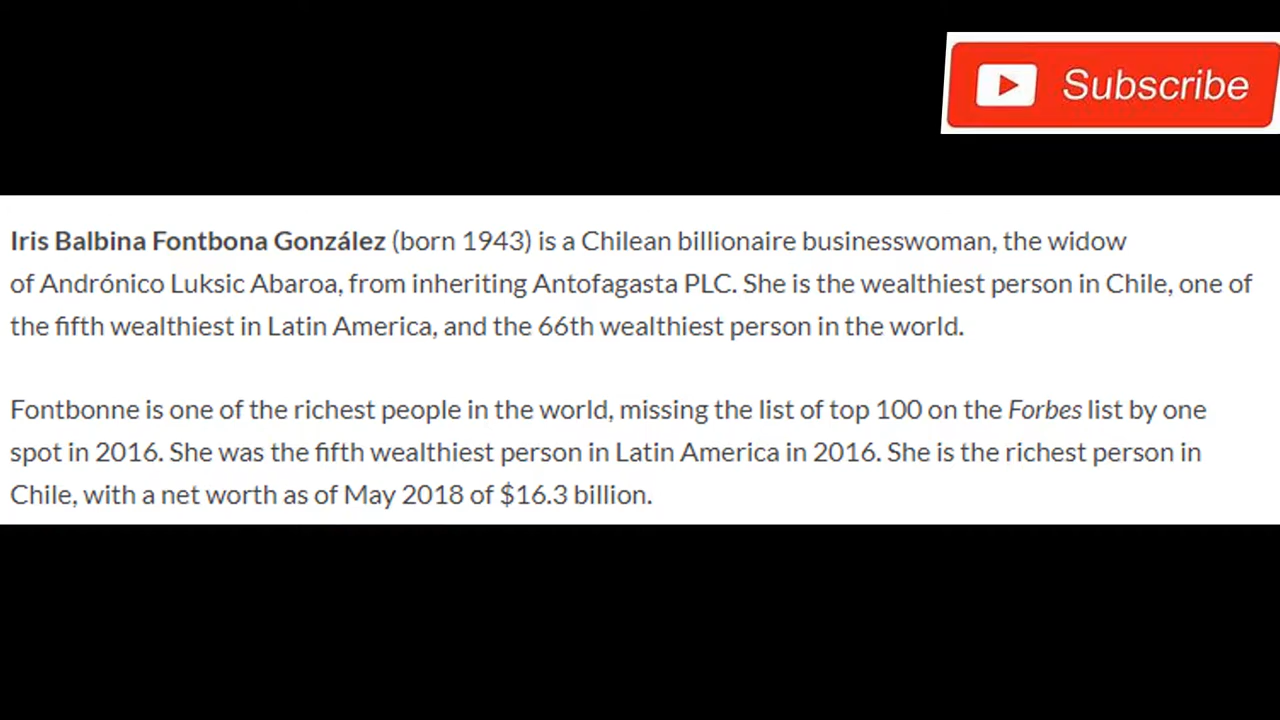 Subscribe
Iris Balbina Fontbona González (born 1943) is a Chilean billionaire businesswoman, the widow
of Andrónico Luksic Abaroa, from inheriting Antofagasta PLC. She is the wealthiest person in Chile, one of
the fifth wealthiest in Latin America, and the 66th wealthiest person in the world.
Fontbonne is one of the richest people in the world, missing the list of top 100 on the Forbes list by one
spot in 2016. She was the fifth wealthiest person in Latin America in 2016. She is the richest person in
Chile, with a net worth as of May 2018 of $16.3 billion.